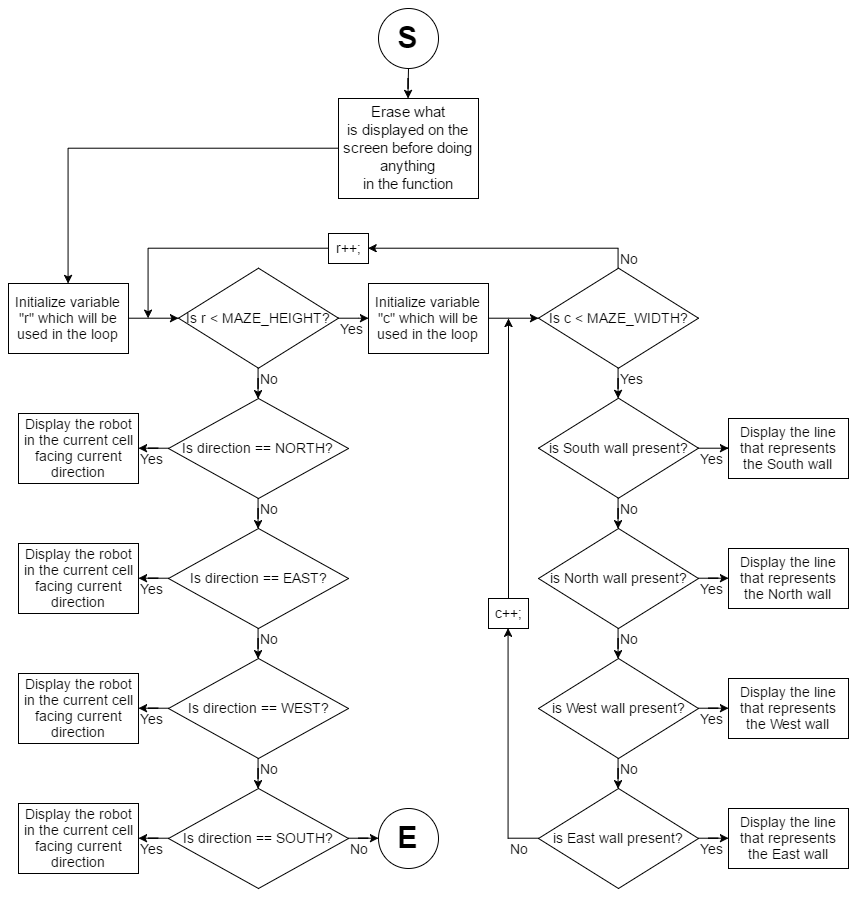 S
Erase what
is displayed on the
screen before doing
anything
in the function
r++;
No
Initialize variable
"r" which will be
used in the loop
Is r < MAZE_HEIGHT?
Yes
Initialize variable
"c" which will be
used in the loop
Is c < MAZE_WIDTH?
No
Yes
Display the robot
in the current cell
facing current
direction
Yes
Is direction == NORTH?
is South wall present?
Yes
Display the line
that represents
the South wall
No
No
Display the robot
in the current cell
facing current
direction
Yes
Is direction == EAST?
is North wall present?
Yes
Display the line
that represents
the North wall
c++;
No
No
Display the robot
in the current cell
facing current
direction
Yes
Is direction == WEST?
is West wall present?
Yes
Display the line
that represents
the West wall
No
No
Display the robot
in the current cell
facing current
direction
Yes
Is direction == SOUTH?
No
E
No
is East wall present?
Yes
Display the line
that represents
the East wall